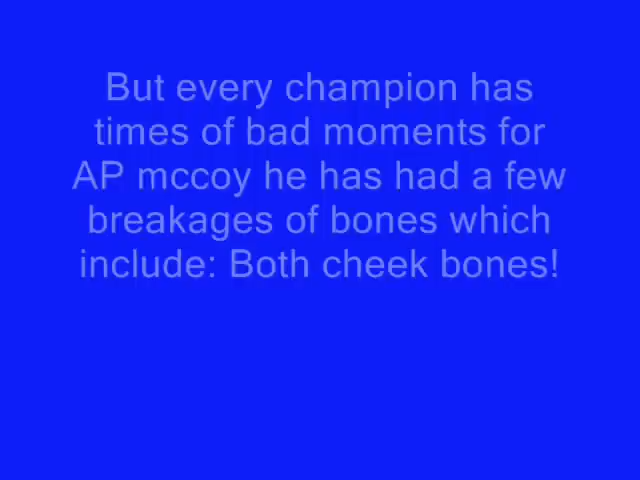 But every champion has
times of bad moments for
AP mccoy he has had a few
breakages of bones which
include: Both cheek bones!